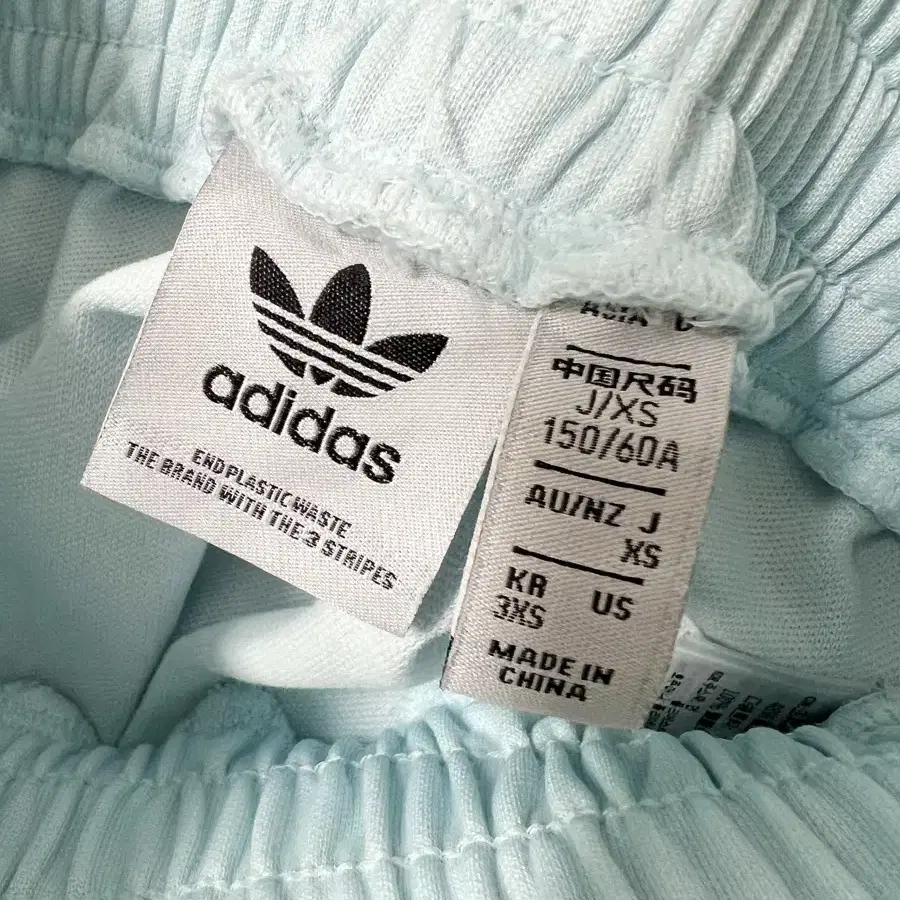 adidas
END PLASTIC WASTE
THE BRAND WITH THE 3 STRIPES
ASIA
中国尺码
J/XS
150/60A
AU/NZ J
XS
KR US
3XS
MADE IN
CHINA